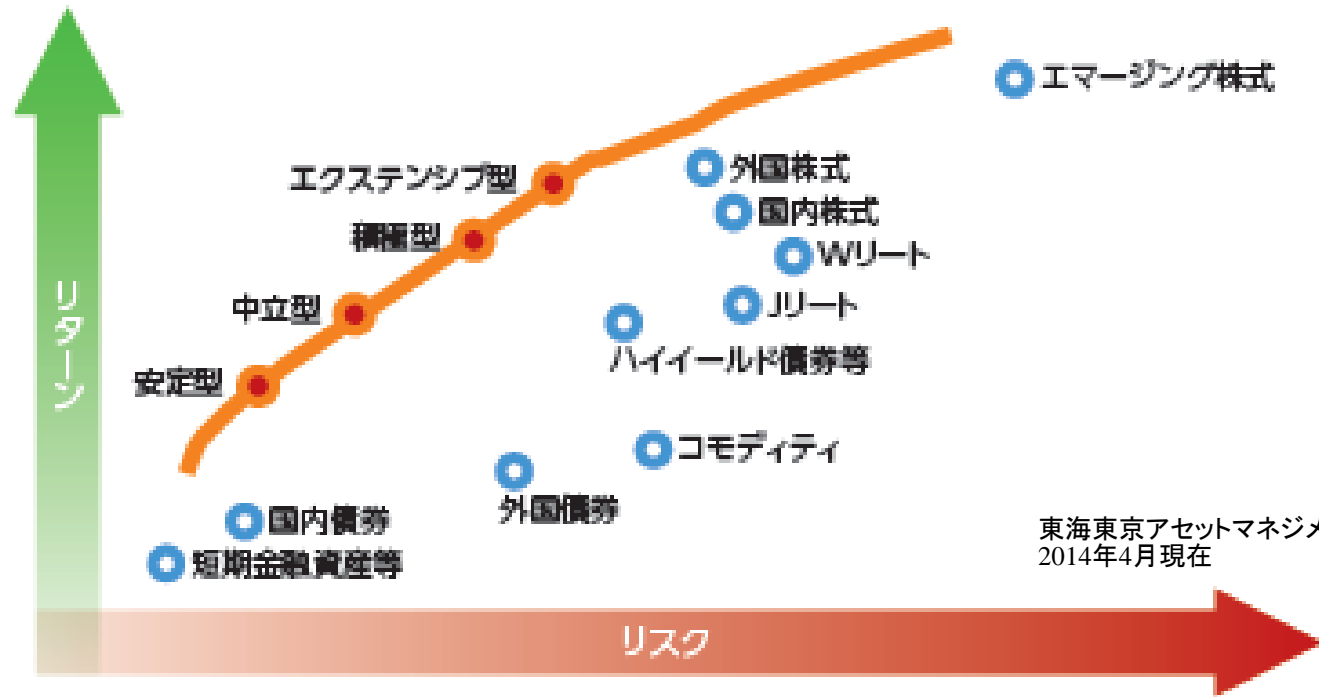 エマージング株式
外国株式
エクステンシブ型
国内株式
積極型
Wリート
Jリート
中立型
ハイイールド債券等
安定型
リターン
コモディティ
外国債券
国内債券
短期金融資産等
東海東京アセットマネジメ
2014年4月現在
リスク